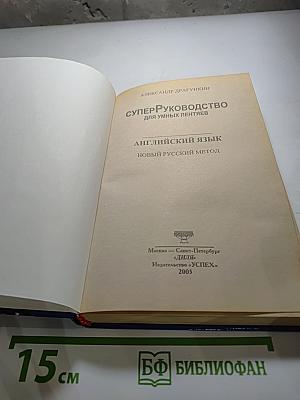 АЛЕКСАНДР ДРАГУНКИН
СУПЕРРУКОВОДСТВО
ДЛЯ УМНЫХ ЛЕНТЯЕВ
АНГЛИЙСКИЙ ЯЗЫК
НОВЫЙ РУССКИЙ МЕТОД
Москва — Санкт-Петербург
«ДИЛЯ»
Издательство «УСПЕХ»
2005
15 см
БФ БИБЛИОФАН